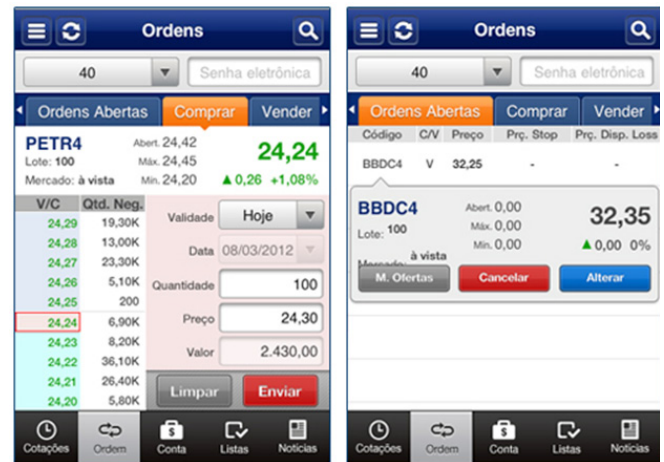 Ordens
40
Senha eletrônica
Ordens Abertas Comprar Vender
PETR4
Lote: 100
Mercado: à vista
Abert. 24,42
Máx. 24,45
Mín. 24,20
24,24
0,26 +1,08%
V/C Qtd. Neg.
24,29 19,30K
24,28 13,00K
24,27 23,30K
24,26 5,10K
24,25 200
24,24 6,90K
24,23 8,20K
24,22 36,10K
24,21 26,40K
24,20 5,80K
Validade Hoje
Data 08/03/2012
Quantidade 100
Preço 24,30
Valor 2.430,00
Limpar Enviar
Cotações Ordem Conta Listas Notícias
Ordens
40
Senha eletrônica
Ordens Abertas Comprar Vender
Código C/V Preço Prç. Stop Prç. Disp. Loss
BBDC4 V 32,25 - -
BBDC4
Lote: 100
Mercado: à vista
Abert. 0,00
Máx. 0,00
Mín. 0,00
32,35
0,00 0%
M. Ofertas Cancelar Alterar
Cotações Ordem Conta Listas Notícias